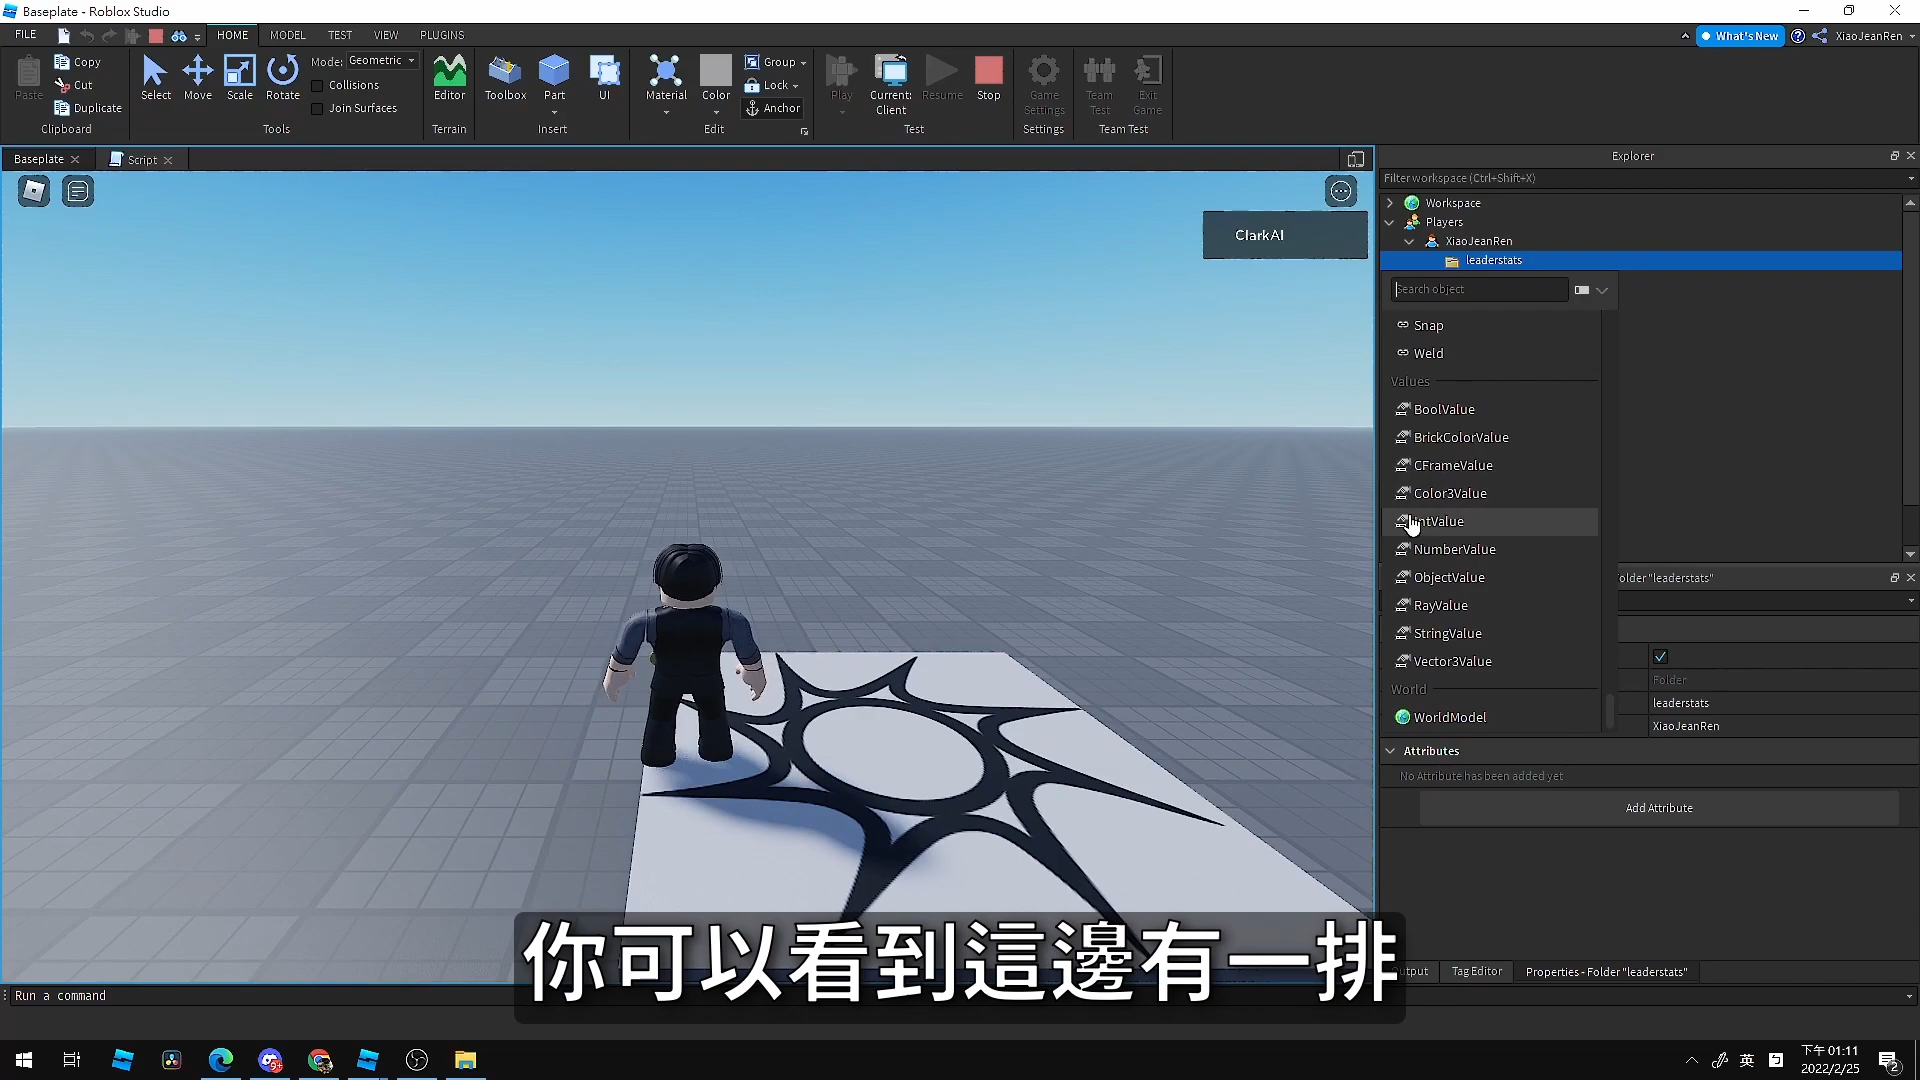 Baseplate - Roblox Studio
FILE HOME MODEL TEST VIEW PLUGINS What's New XiaoJeanRen
Paste Copy Cut Duplicate Clipboard
Select Move Scale Rotate Mode: Geometric Collisions Join Surfaces Tools
Editor Terrain
Toolbox Part UI Insert
Material Color Group Lock Anchor Edit
Play Current: Client Resume Stop Test
Game Settings Settings
Team Test Exit Game Team Test
Baseplate Script
ClarkAI
Explorer
Filter workspace (Ctrl+Shift+X)
Workspace
Players
XiaoJeanRen
leaderstats
Search object
Snap
Weld
Values
BoolValue
BrickColorValue
CFrameValue
Color3Value
IntValue
NumberValue
ObjectValue
RayValue
StringValue
Vector3Value
World
WorldModel
older "leaderstats"
Folder
leaderstats
XiaoJeanRen
Attributes
No Attribute has been added yet
Add Attribute
你可以看到這邊有一排
utput Tag Editor Properties - Folder "leaderstats"
Run a command
9+
英
下午 01:11
2022/2/25
2